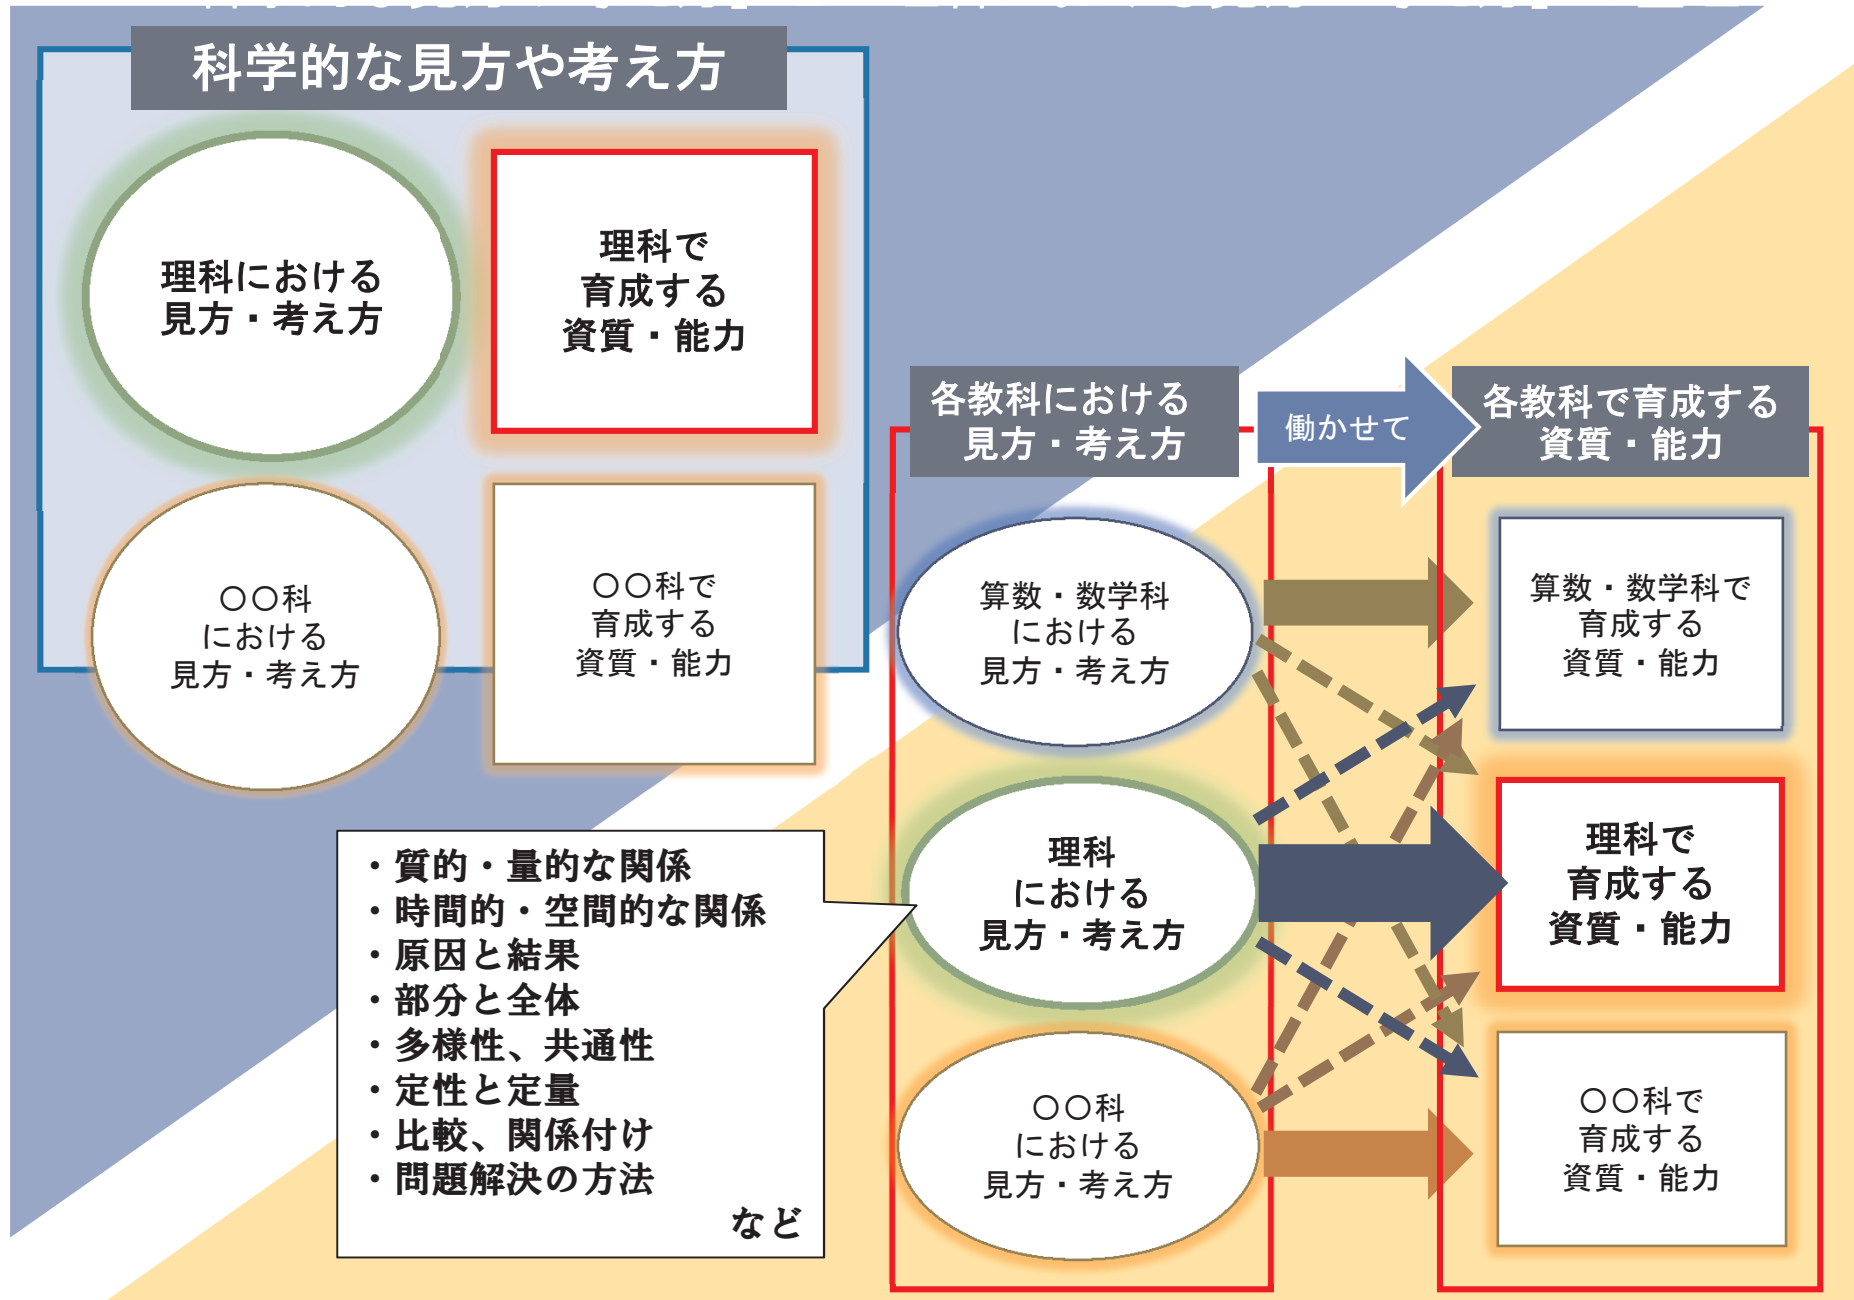 科学的な見方や考え方
理科における
見方・考え方
理科で
育成する
資質・能力
〇〇科
における
見方・考え方
〇〇科で
育成する
資質・能力
各教科における
見方・考え方
働かせて
各教科で育成する
資質・能力
算数・数学科
における
見方・考え方
算数・数学科で
育成する
資質・能力
理科
における
見方・考え方
理科で
育成する
資質・能力
〇〇科
における
見方・考え方
〇〇科で
育成する
資質・能力
・質的・量的な関係
・時間的・空間的な関係
・原因と結果
・部分と全体
・多様性、共通性
・定性と定量
・比較、関係付け
・問題解決の方法
など